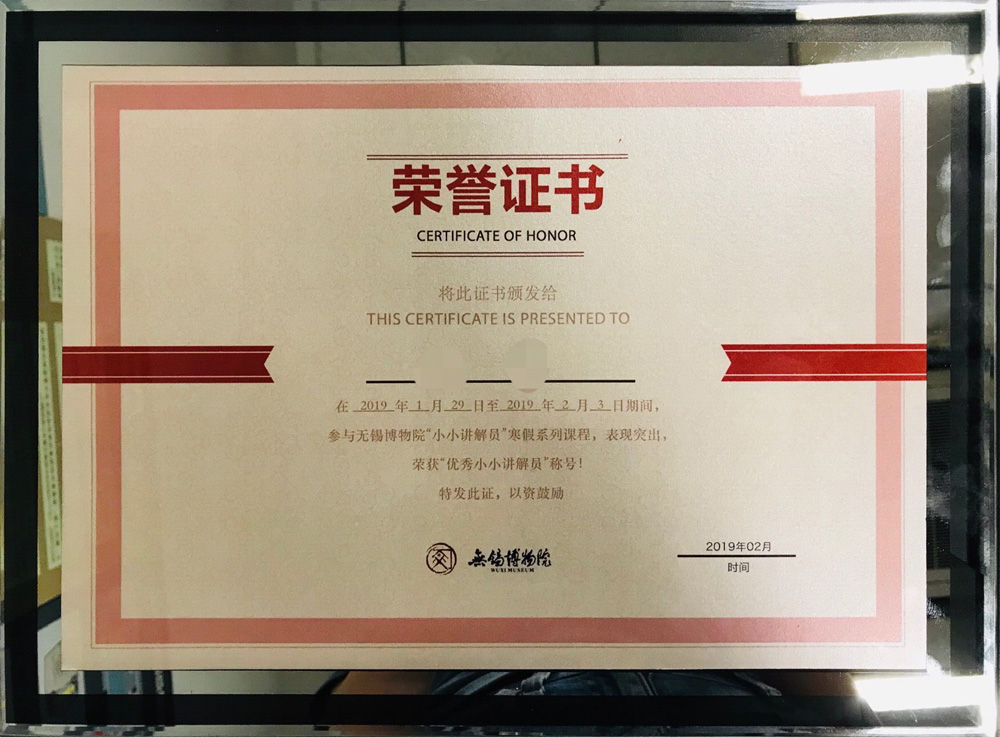 荣誉证书
CERTIFICATE OF HONOR
将此证书颁发给
THIS CERTIFICATE IS PRESENTED TO
在 2019 年 1 月 29 日至 2019 年 2 月 3 日期间，
参与无锡博物院“小小讲解员”寒假系列课程，表现突出，
荣获“优秀小小讲解员”称号！
特发此证，以资鼓励
無锡博物院
WUXI MUSEUM
2019年02月
时间